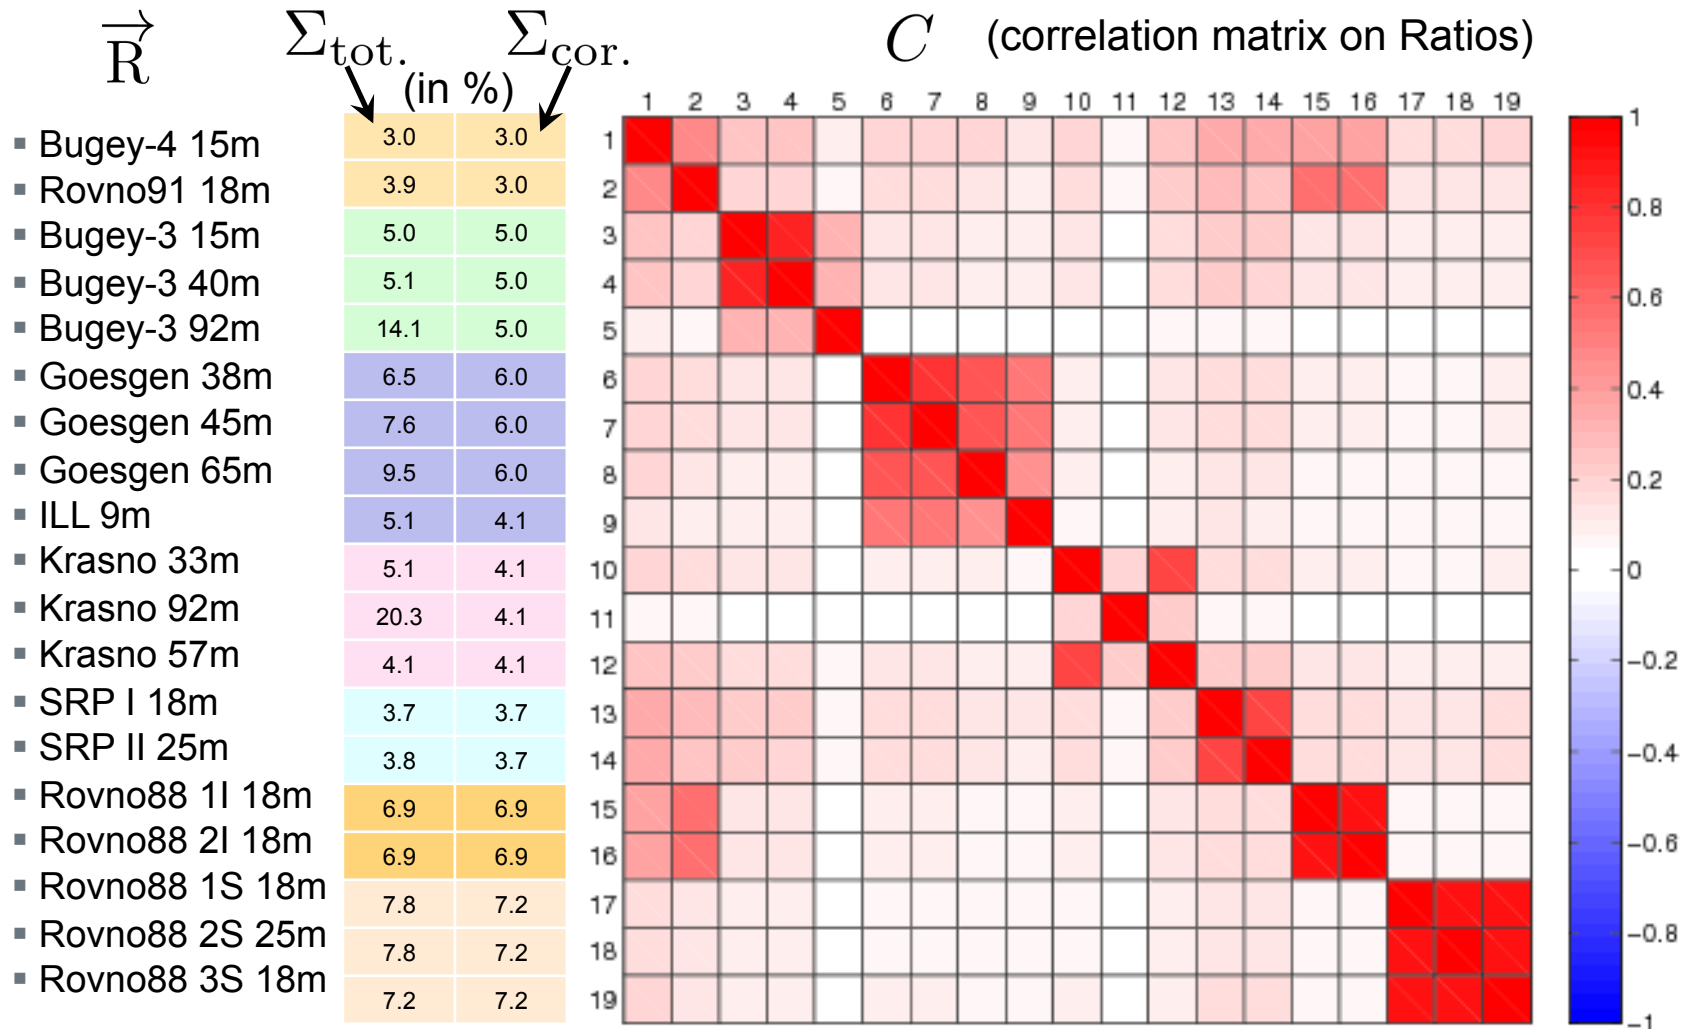 R Σtot. Σcor. C (correlation matrix on Ratios)
(in %)
1 2 3 4 5 6 7 8 9 10 11 12 13 14 15 16 17 18 19
▪ Bugey-4 15m 3.0 3.0 1
▪ Rovno91 18m 3.9 3.0 2
▪ Bugey-3 15m 5.0 5.0 3
▪ Bugey-3 40m 5.1 5.0 4
▪ Bugey-3 92m 14.1 5.0 5
▪ Goesgen 38m 6.5 6.0 6
▪ Goesgen 45m 7.6 6.0 7
▪ Goesgen 65m 9.5 6.0 8
▪ ILL 9m 5.1 4.1 9
▪ Krasno 33m 5.1 4.1 10
▪ Krasno 92m 20.3 4.1 11
▪ Krasno 57m 4.1 4.1 12
▪ SRP I 18m 3.7 3.7 13
▪ SRP II 25m 3.8 3.7 14
▪ Rovno88 1I 18m 6.9 6.9 15
▪ Rovno88 2I 18m 6.9 6.9 16
▪ Rovno88 1S 18m 7.8 7.2 17
▪ Rovno88 2S 25m 7.8 7.2 18
▪ Rovno88 3S 18m 7.2 7.2 19
1
0.8
0.6
0.4
0.2
0
−0.2
−0.4
−0.6
−0.8
−1